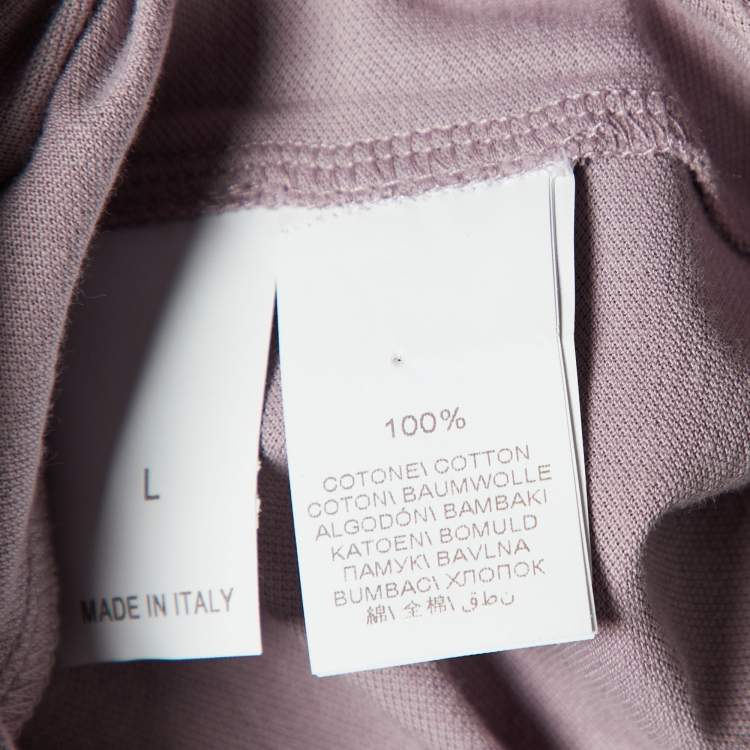 L
MADE IN ITALY
100%
COTONE\ COTTON
COTON\ BAUMWOLLE
ALGODÓN\ BAMBAKI
KATOEN\ BOMULD
ПАМУК\ BAVLNA
BUMBAC\ ХЛОПОК
綿\ 全棉\ نطق